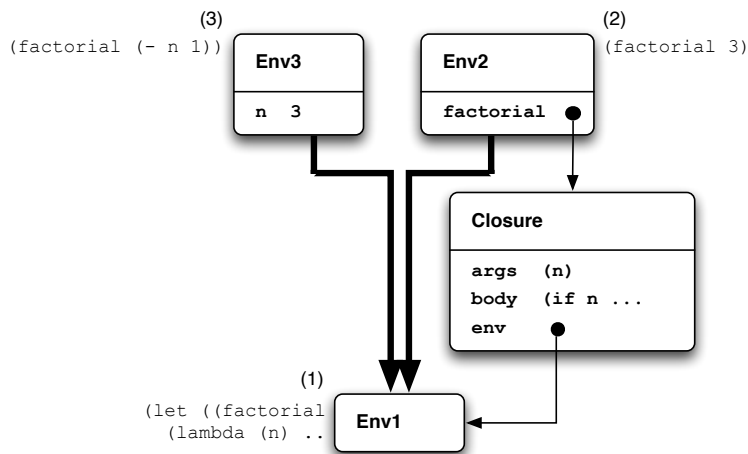 (3)
(factorial (- n 1))
Env3
n 3
(2)
(factorial 3)
Env2
factorial
Closure
args (n)
body (if n ...
env
(1)
(let ((factorial
(lambda (n) ..
Env1